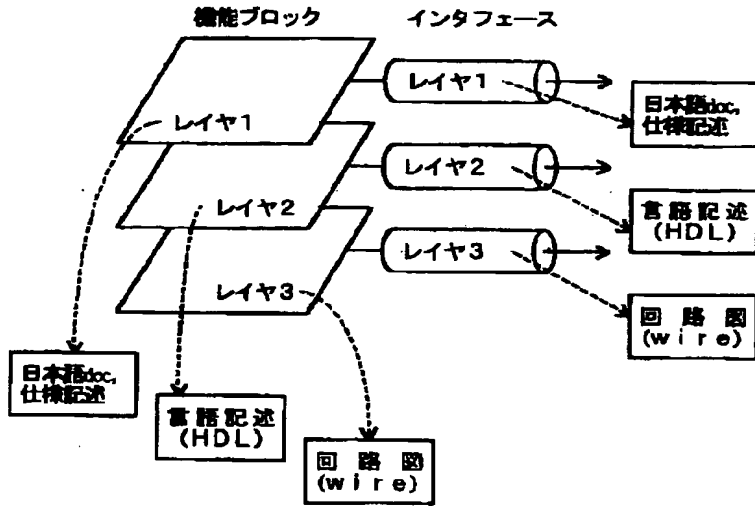 機能ブロック
インタフェース
レイヤ1
レイヤ1
日本語doc,
仕様記述
レイヤ2
レイヤ2
言語記述
(HDL)
レイヤ3
レイヤ3
回路図
(wire)
日本語doc,
仕様記述
言語記述
(HDL)
回路図
(wire)